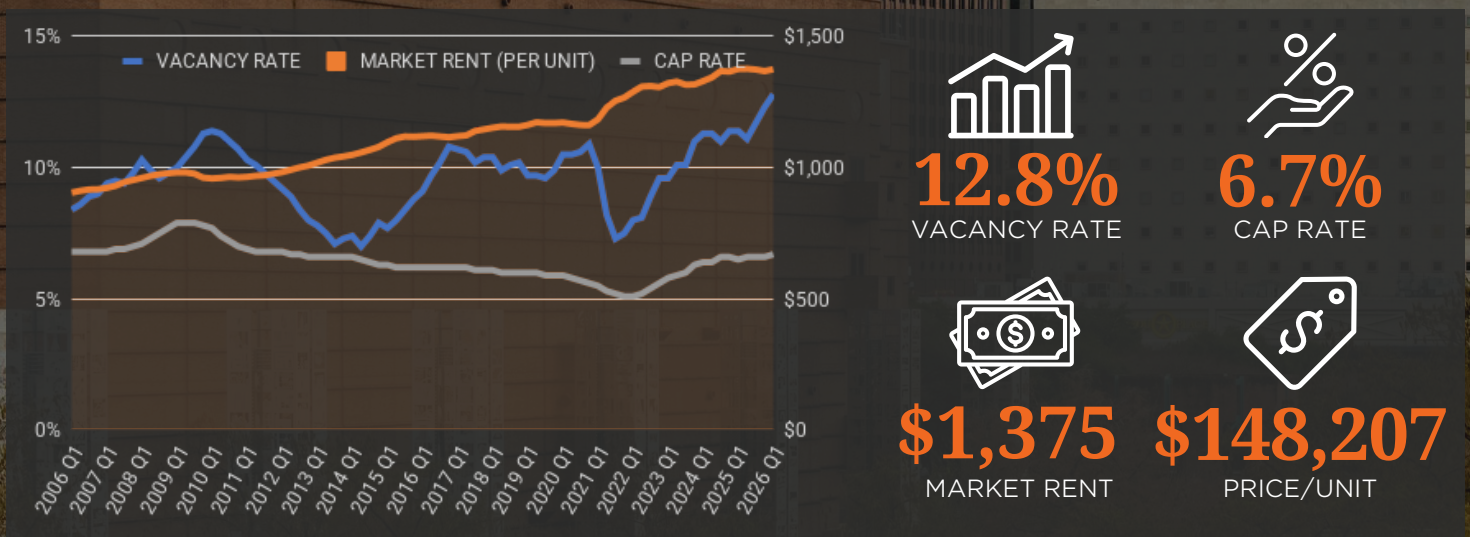 15%
$1,500
VACANCY RATE
MARKET RENT (PER UNIT)
CAP RATE
10%
$1,000
5%
$500
0%
$0
2006 Q1
2007 Q1
2008 Q1
2009 Q1
2010 Q1
2011 Q1
2012 Q1
2013 Q1
2014 Q1
2015 Q1
2016 Q1
2017 Q1
2018 Q1
2019 Q1
2020 Q1
2021 Q1
2022 Q1
2023 Q1
2024 Q1
2025 Q1
2026 Q1
12.8%
VACANCY RATE
%
6.7%
CAP RATE
$
$1,375
MARKET RENT
$
$148,207
PRICE/UNIT